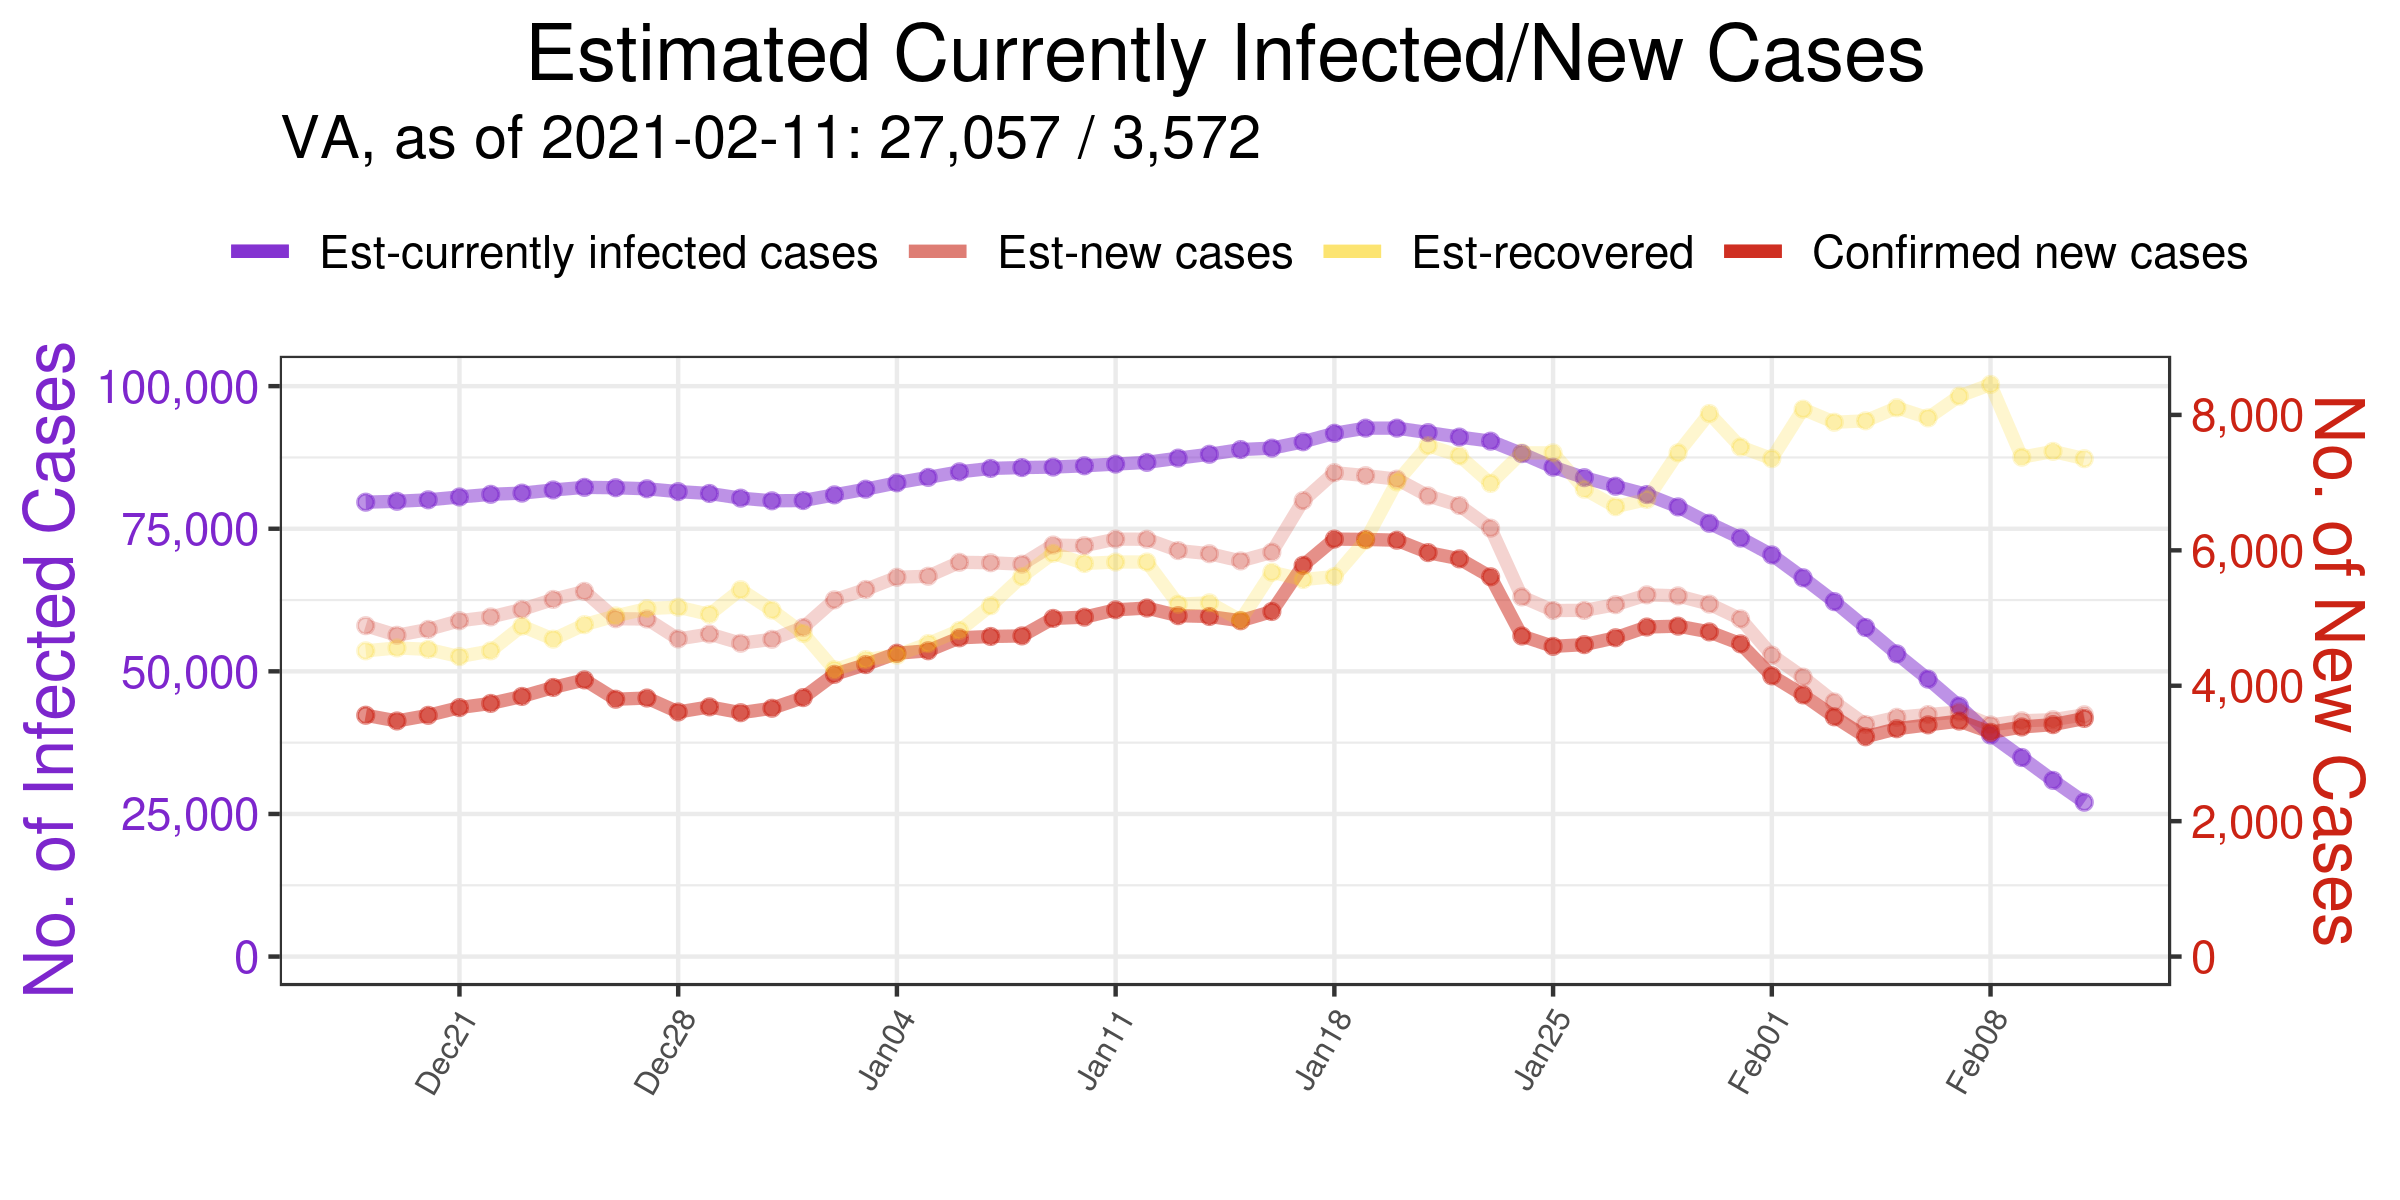 Estimated Currently Infected/New Cases
VA, as of 2021-02-11: 27,057 / 3,572
Est-currently infected cases Est-new cases Est-recovered Confirmed new cases
No. of Infected Cases
100,000
75,000
50,000
25,000
0
8,000
6,000
4,000
2,000
0
No. of New Cases
Dec21 Dec28 Jan04 Jan11 Jan18 Jan25 Feb01 Feb08